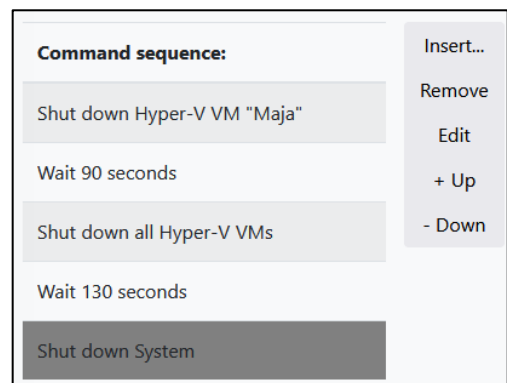 Command sequence:
Shut down Hyper-V VM "Maja"
Wait 90 seconds
Shut down all Hyper-V VMs
Wait 130 seconds
Shut down System
Insert...
Remove
Edit
+ Up
- Down